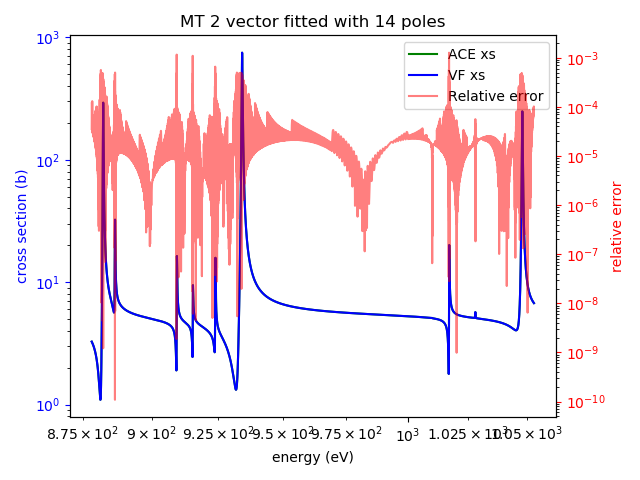 MT 2 vector fitted with 14 poles
ACE xs
VF xs
Relative error
cross section (b)
10³
10²
10¹
10⁰
relative error
10⁻³
10⁻⁴
10⁻⁵
10⁻⁶
10⁻⁷
10⁻⁸
10⁻⁹
10⁻¹⁰
8.75 × 10² 9 × 10² 9.25 × 10² 9.5 × 10² 9.75 × 10² 10³ 1.025 × 10³ 1.05 × 10³
energy (eV)